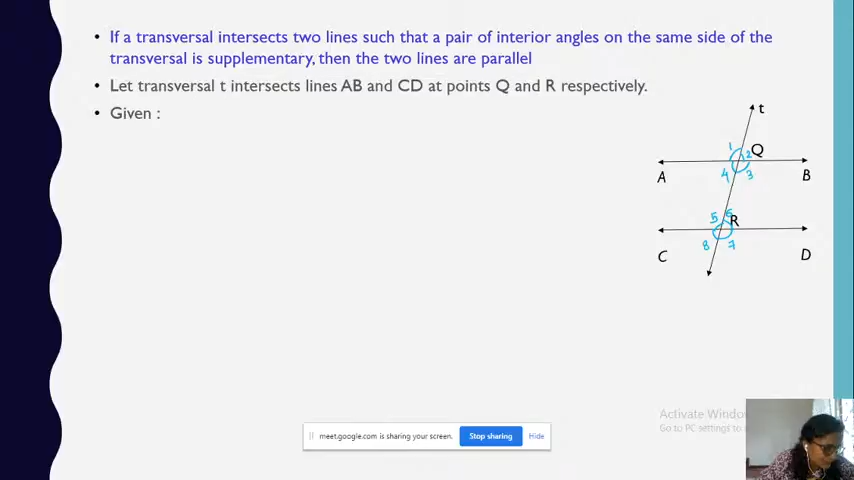 If a transversal intersects two lines such that a pair of interior angles on the same side of the
transversal is supplementary, then the two lines are parallel
Let transversal t intersects lines AB and CD at points Q and R respectively.
Given :
t
1 2 Q
A 4 3 B
5 6 R
8 7
C D
Activate Window
Go to PC settings to
meet.google.com is sharing your screen. Stop sharing Hide